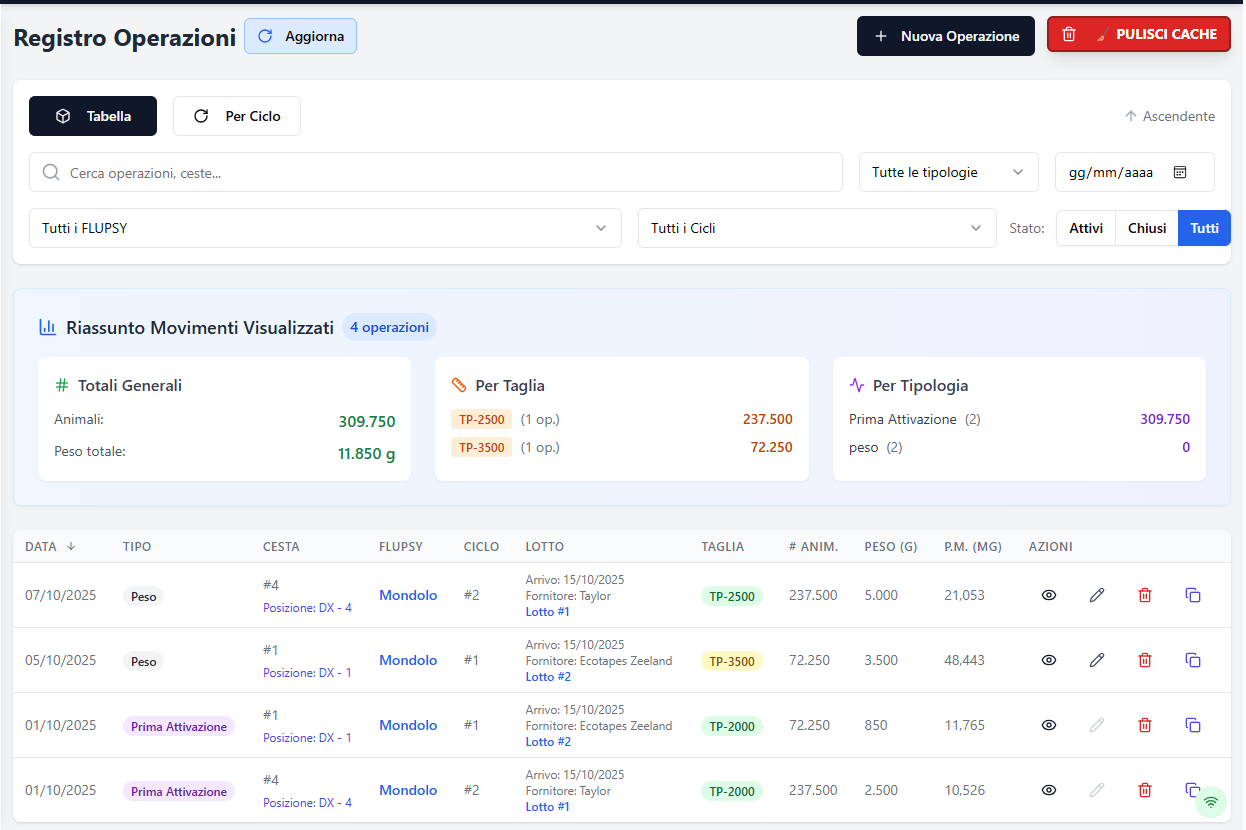 Registro Operazioni
Aggiorna
Nuova Operazione
PULISCI CACHE
Tabella
Per Ciclo
Ascendente
Cerca operazioni, ceste...
Tutte le tipologie
gg/mm/aaaa
Tutti i FLUPSY
Tutti i Cicli
Stato:
Attivi
Chiusi
Tutti
Riassunto Movimenti Visualizzati
4 operazioni
Totali Generali
Animali: 309.750
Peso totale: 11.850 g
Per Taglia
TP-2500 (1 op.) 237.500
TP-3500 (1 op.) 72.250
Per Tipologia
Prima Attivazione (2) 309.750
peso (2) 0
DATA TIPO CESTA FLUPSY CICLO LOTTO TAGLIA # ANIM. PESO (G) P.M. (MG) AZIONI
07/10/2025 Peso
#4
Posizione: DX - 4
Mondolo #2
Arrivo: 15/10/2025
Fornitore: Taylor
Lotto #1
TP-2500 237.500 5.000 21,053
05/10/2025 Peso
#1
Posizione: DX - 1
Mondolo #1
Arrivo: 15/10/2025
Fornitore: Ecotapes Zeeland
Lotto #2
TP-3500 72.250 3.500 48,443
01/10/2025 Prima Attivazione
#1
Posizione: DX - 1
Mondolo #1
Arrivo: 15/10/2025
Fornitore: Ecotapes Zeeland
Lotto #2
TP-2000 72.250 850 11,765
01/10/2025 Prima Attivazione
#4
Posizione: DX - 4
Mondolo #2
Arrivo: 15/10/2025
Fornitore: Taylor
Lotto #1
TP-2000 237.500 2.500 10,526